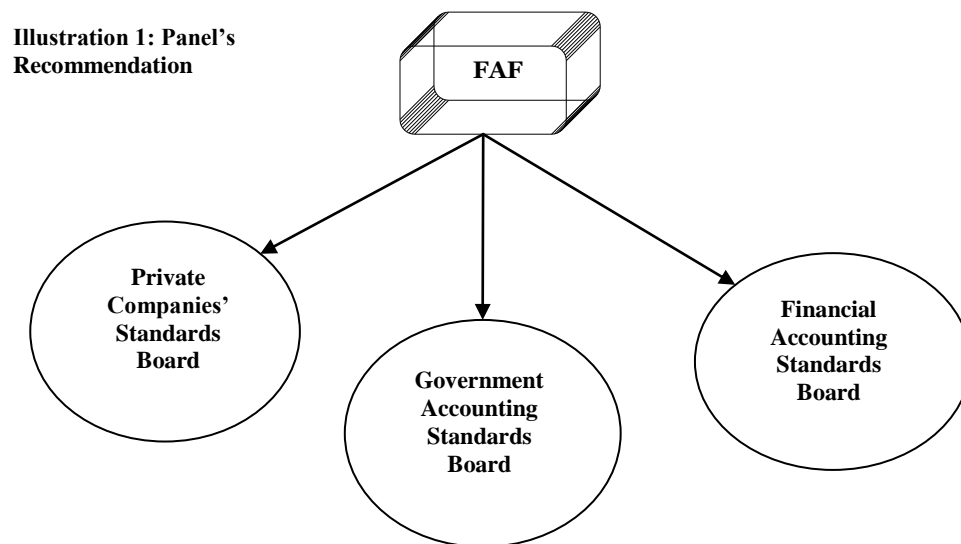 Illustration 1: Panel’s
Recommendation
FAF
Private
Companies’
Standards
Board
Government
Accounting
Standards
Board
Financial
Accounting
Standards
Board